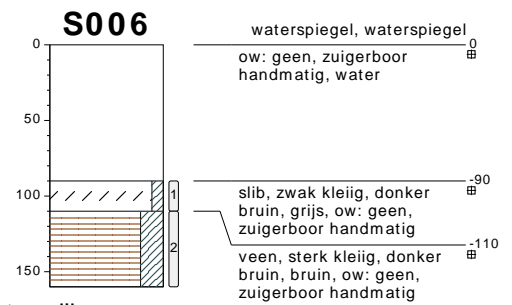 S006
waterspiegel, waterspiegel
0
0
ow: geen, zuigerboor
handmatig, water
50
-90
100
1
slib, zwak kleiig, donker
bruin, grijs, ow: geen,
zuigerboor handmatig
-110
2
veen, sterk kleiig, donker
bruin, bruin, ow: geen,
zuigerboor handmatig
150